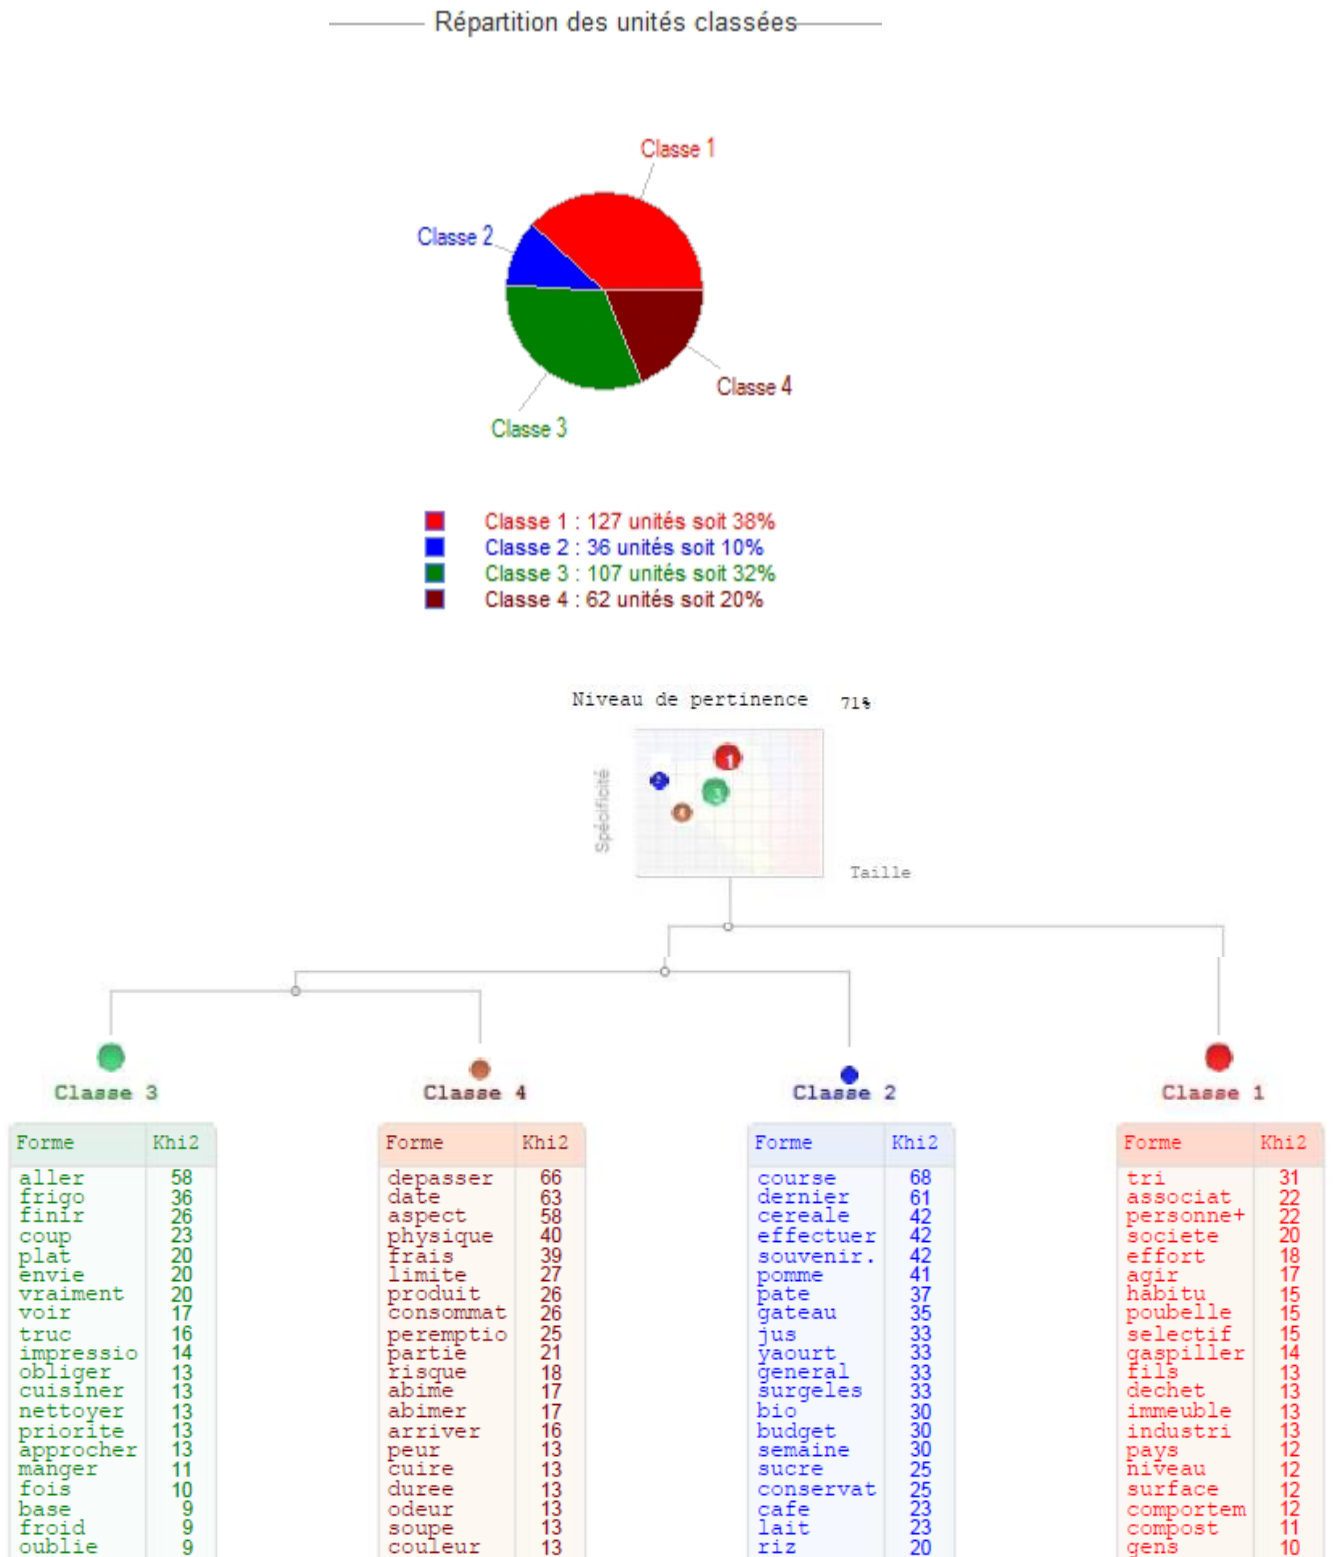 Répartition des unités classées
Classe 1
Classe 2
Classe 4
Classe 3
Classe 1 : 127 unités soit 38%
Classe 2 : 36 unités soit 10%
Classe 3 : 107 unités soit 32%
Classe 4 : 62 unités soit 20%
Niveau de pertinence 71%
Spécificité
1
3
4
Taille
Classe 3
Classe 4
Classe 2
Classe 1
Forme Khi2 Forme Khi2 Forme Khi2 Forme Khi2
aller 58 depasser 66 course 68 tri 31
frigo 36 date 63 dernier 61 associat 22
finir 26 aspect 58 cereale 42 personne+ 22
coup 23 physique 40 effectuer 42 societe 20
plat 20 frais 39 souvenir. 42 effort 18
envie 20 limite 27 pomme 41 agir 17
vraiment 20 produit 26 pate 37 habitu 15
voir 17 consommat 26 gateau 35 poubelle 15
truc 16 peremptio 25 jus 33 selectif 15
impressio 14 partie 21 yaourt 33 gaspiller 14
obliger 13 risque 18 general 33 fils 13
cuisiner 13 abime 17 surgeles 33 dechet 13
nettoyer 13 abimer 17 bio 30 immeuble 13
priorite 13 arriver 16 budget 30 industri 13
approcher 13 peur 13 semaine 30 pays 12
manger 11 cuire 13 sucre 25 niveau 12
fois 10 duree 13 conservat 25 surface 12
base 9 odeur 13 cafe 23 comportem 12
froid 9 soupe 13 lait 23 compost 11
oublie 9 couleur 13 riz 20 gens 10